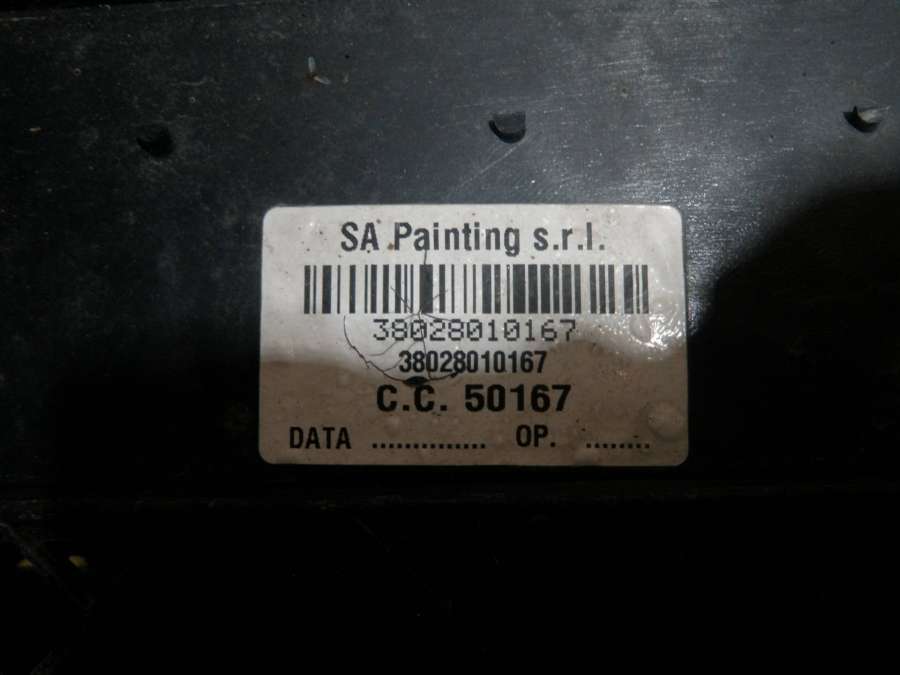 SA Painting s.r.l.
38028010167
38028010167
C.C. 50167
DATA .............. OP. ........